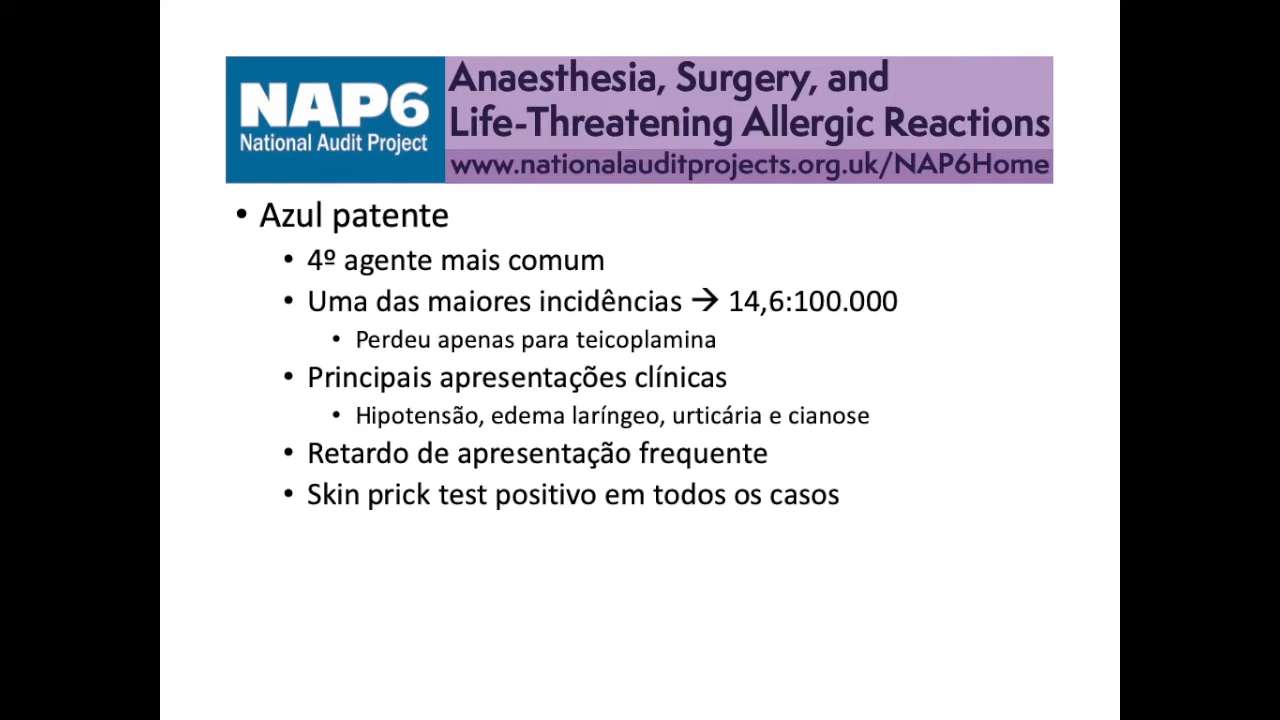 NAP6
National Audit Project
Anaesthesia, Surgery, and
Life-Threatening Allergic Reactions
www.nationalauditprojects.org.uk/NAP6Home
• Azul patente
• 4º agente mais comum
• Uma das maiores incidências → 14,6:100.000
• Perdeu apenas para teicoplamina
• Principais apresentações clínicas
• Hipotensão, edema laríngeo, urticária e cianose
• Retardo de apresentação frequente
• Skin prick test positivo em todos os casos